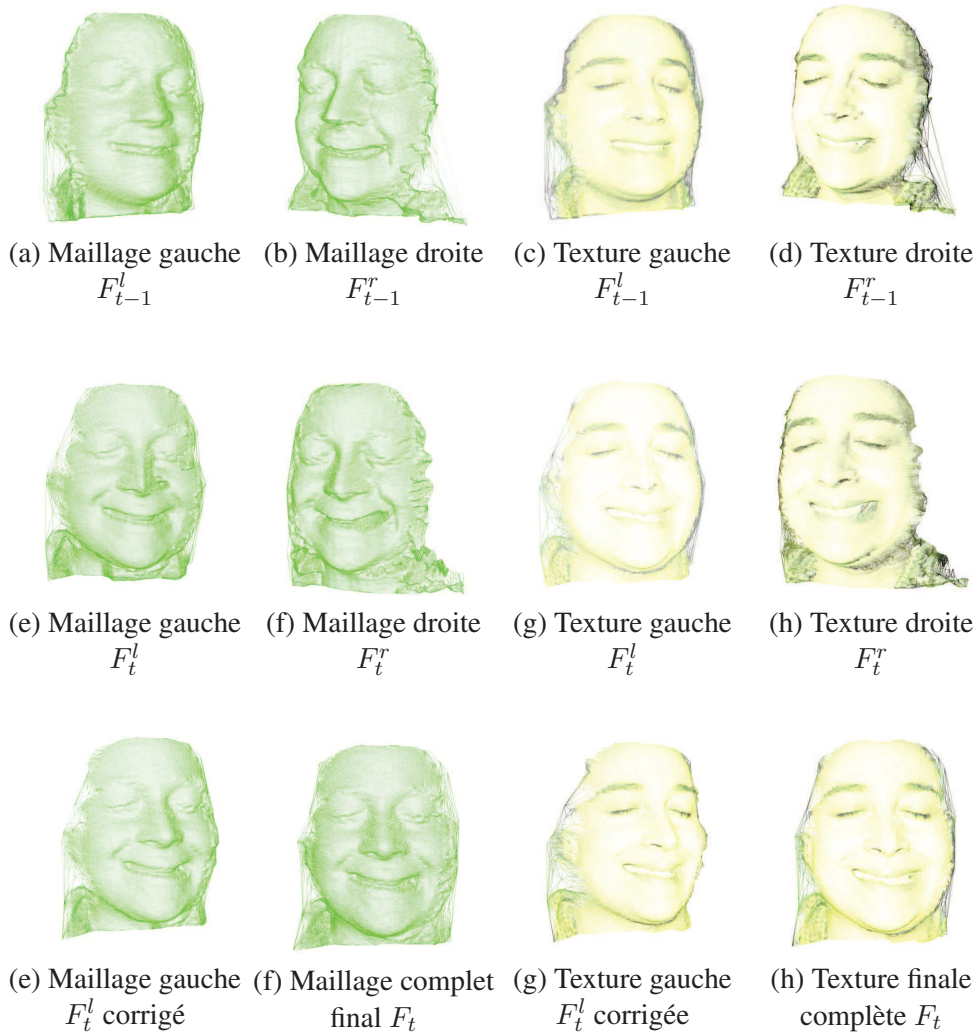 (a) Maillage gauche (b) Maillage droite (c) Texture gauche (d) Texture droite
F^l_{t−1} F^r_{t−1} F^l_{t−1} F^r_{t−1}
(e) Maillage gauche (f) Maillage droite (g) Texture gauche (h) Texture droite
F^l_t F^r_t F^l_t F^r_t
(e) Maillage gauche (f) Maillage complet (g) Texture gauche (h) Texture finale
F^l_t corrigé final F_t F^l_t corrigée complète F_t